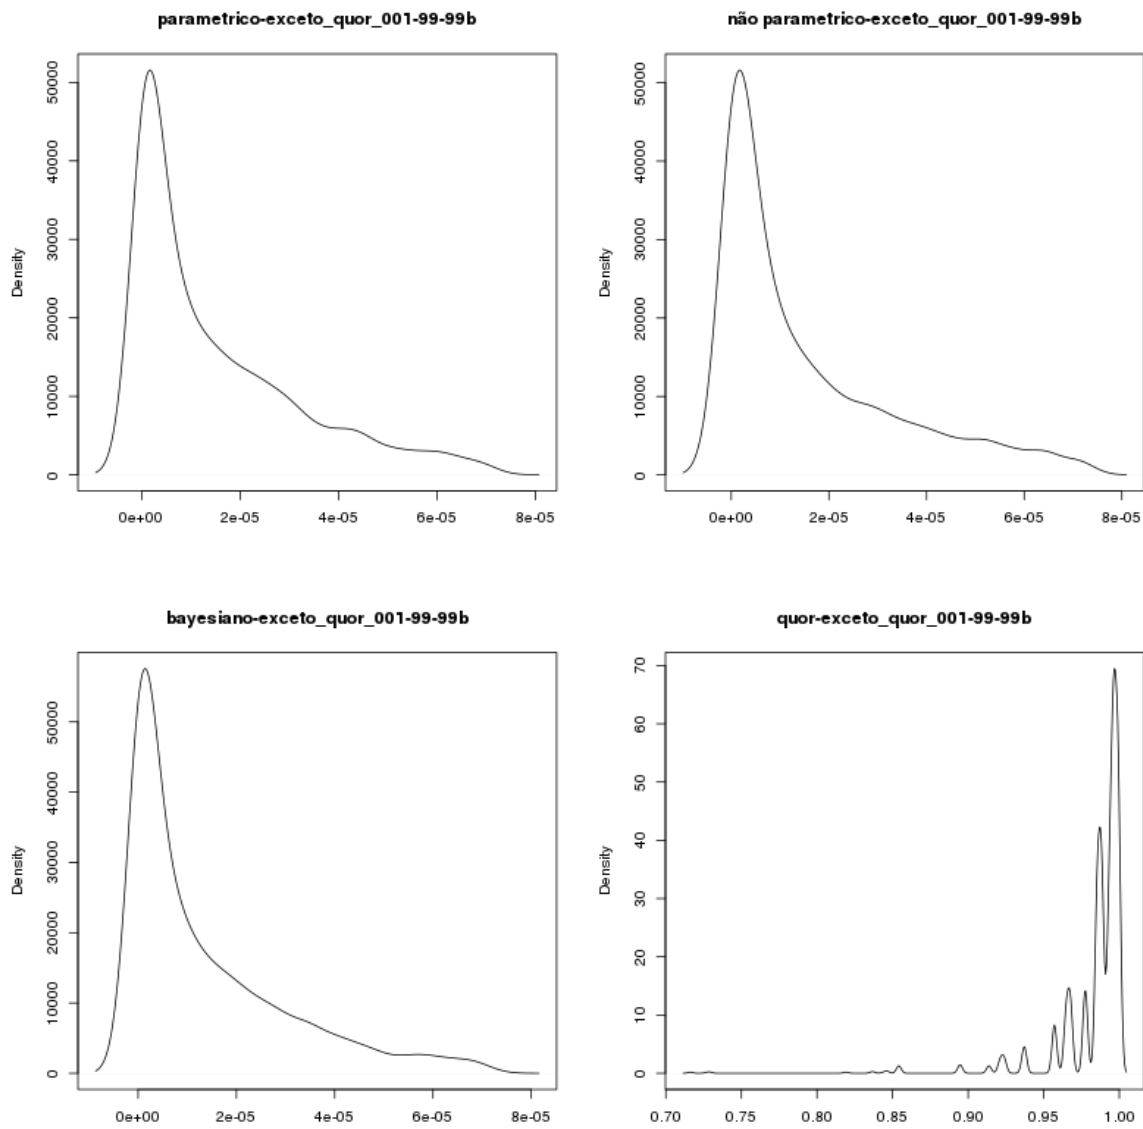 parametrico-exceto_quor_001-99-99b
Density
50000
40000
30000
20000
10000
0
0e+00 2e-05 4e-05 6e-05 8e-05
não parametrico-exceto_quor_001-99-99b
Density
50000
40000
30000
20000
10000
0
0e+00 2e-05 4e-05 6e-05 8e-05
bayesiano-exceto_quor_001-99-99b
Density
50000
40000
30000
20000
10000
0
0e+00 2e-05 4e-05 6e-05 8e-05
quor-exceto_quor_001-99-99b
Density
70
60
50
40
30
20
10
0
0.70 0.75 0.80 0.85 0.90 0.95 1.00